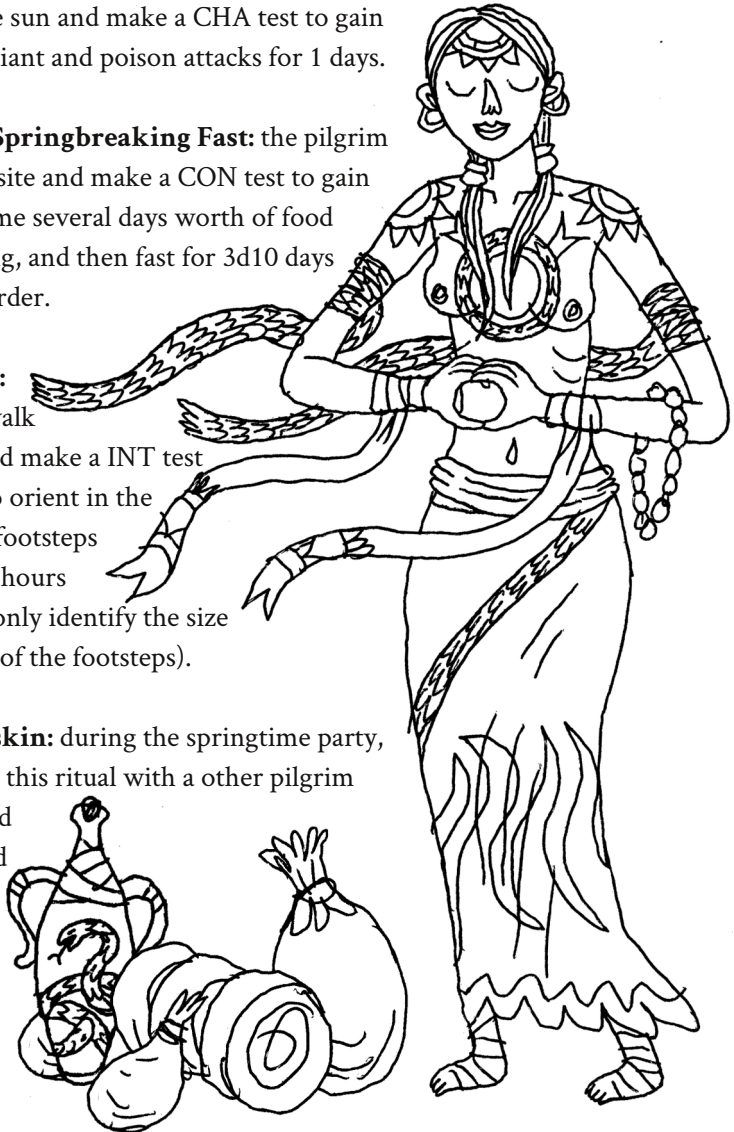 e sun and make a CHA test to gain
iant and poison attacks for 1 days.
Springbreaking Fast: the pilgrim
site and make a CON test to gain
me several days worth of food
g, and then fast for 3d10 days
rder.
:
alk
d make a INT test
o orient in the
footsteps
hours
only identify the size
of the footsteps).
skin: during the springtime party,
this ritual with a other pilgrim
d
d